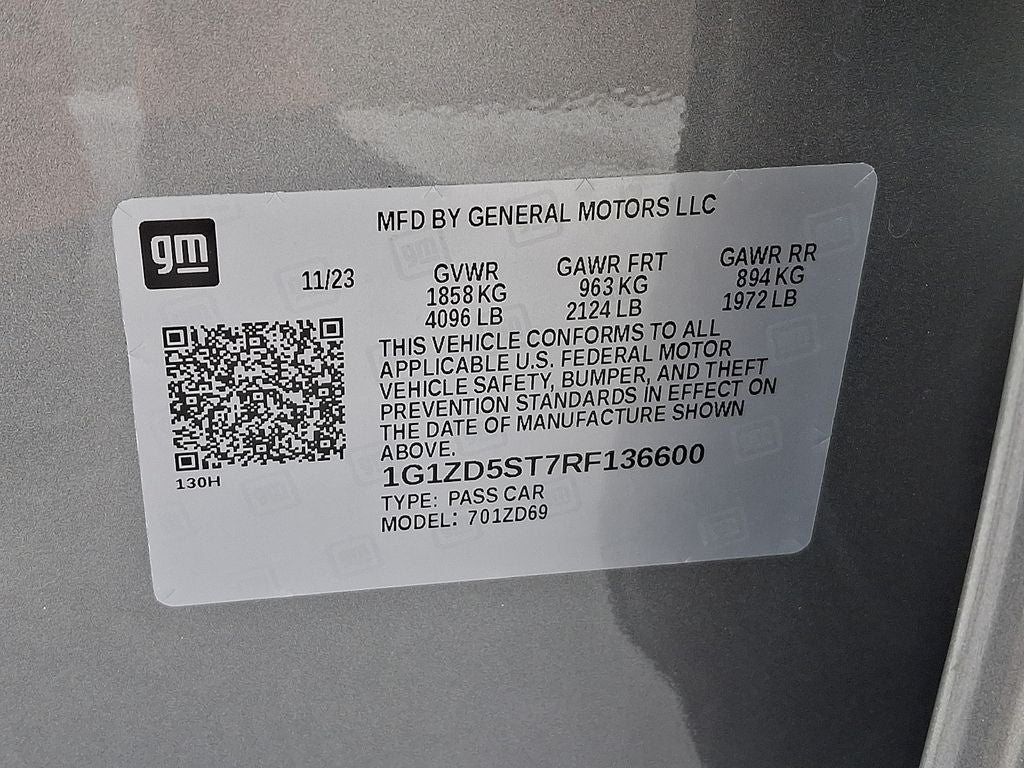 gm
MFD BY GENERAL MOTORS LLC
11/23
GVWR
1858 KG
4096 LB
GAWR FRT
963 KG
2124 LB
GAWR RR
894 KG
1972 LB
THIS VEHICLE CONFORMS TO ALL
APPLICABLE U.S. FEDERAL MOTOR
VEHICLE SAFETY, BUMPER, AND THEFT
PREVENTION STANDARDS IN EFFECT ON
THE DATE OF MANUFACTURE SHOWN
ABOVE.
1G1ZD5ST7RF136600
TYPE: PASS CAR
MODEL: 701ZD69
130H